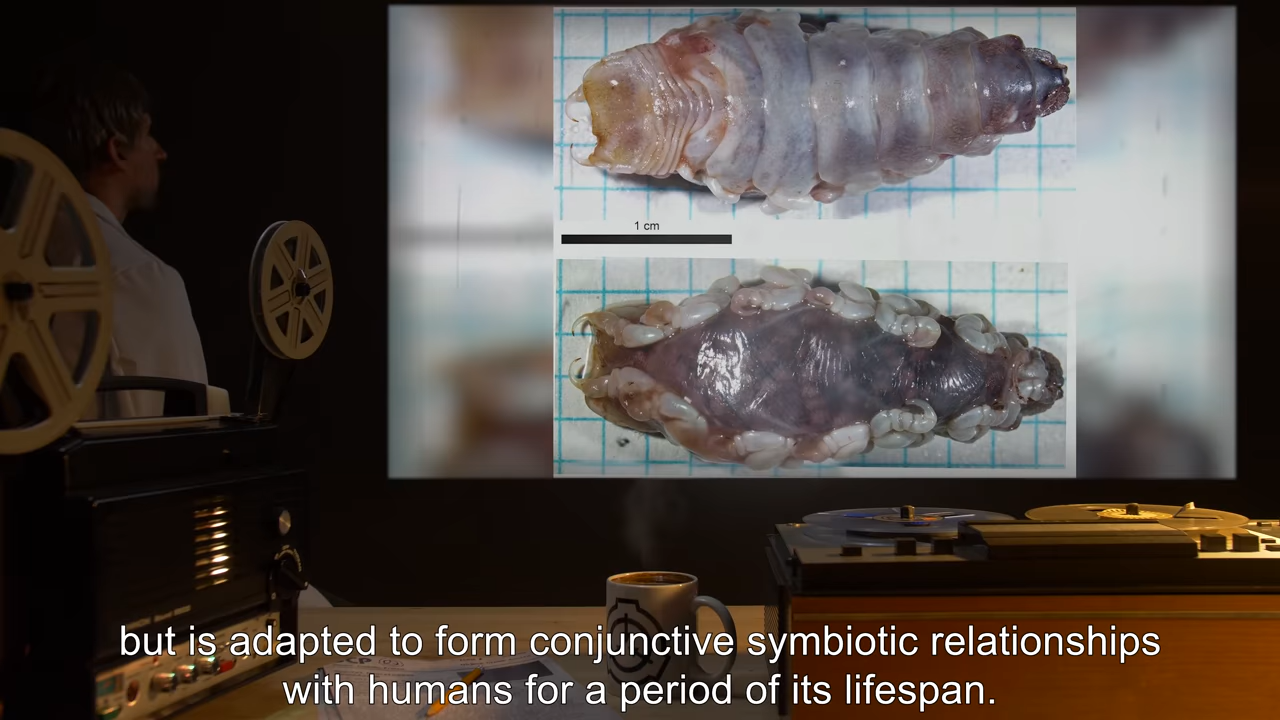 1 cm
but is adapted to form conjunctive symbiotic relationships
with humans for a period of its lifespan.